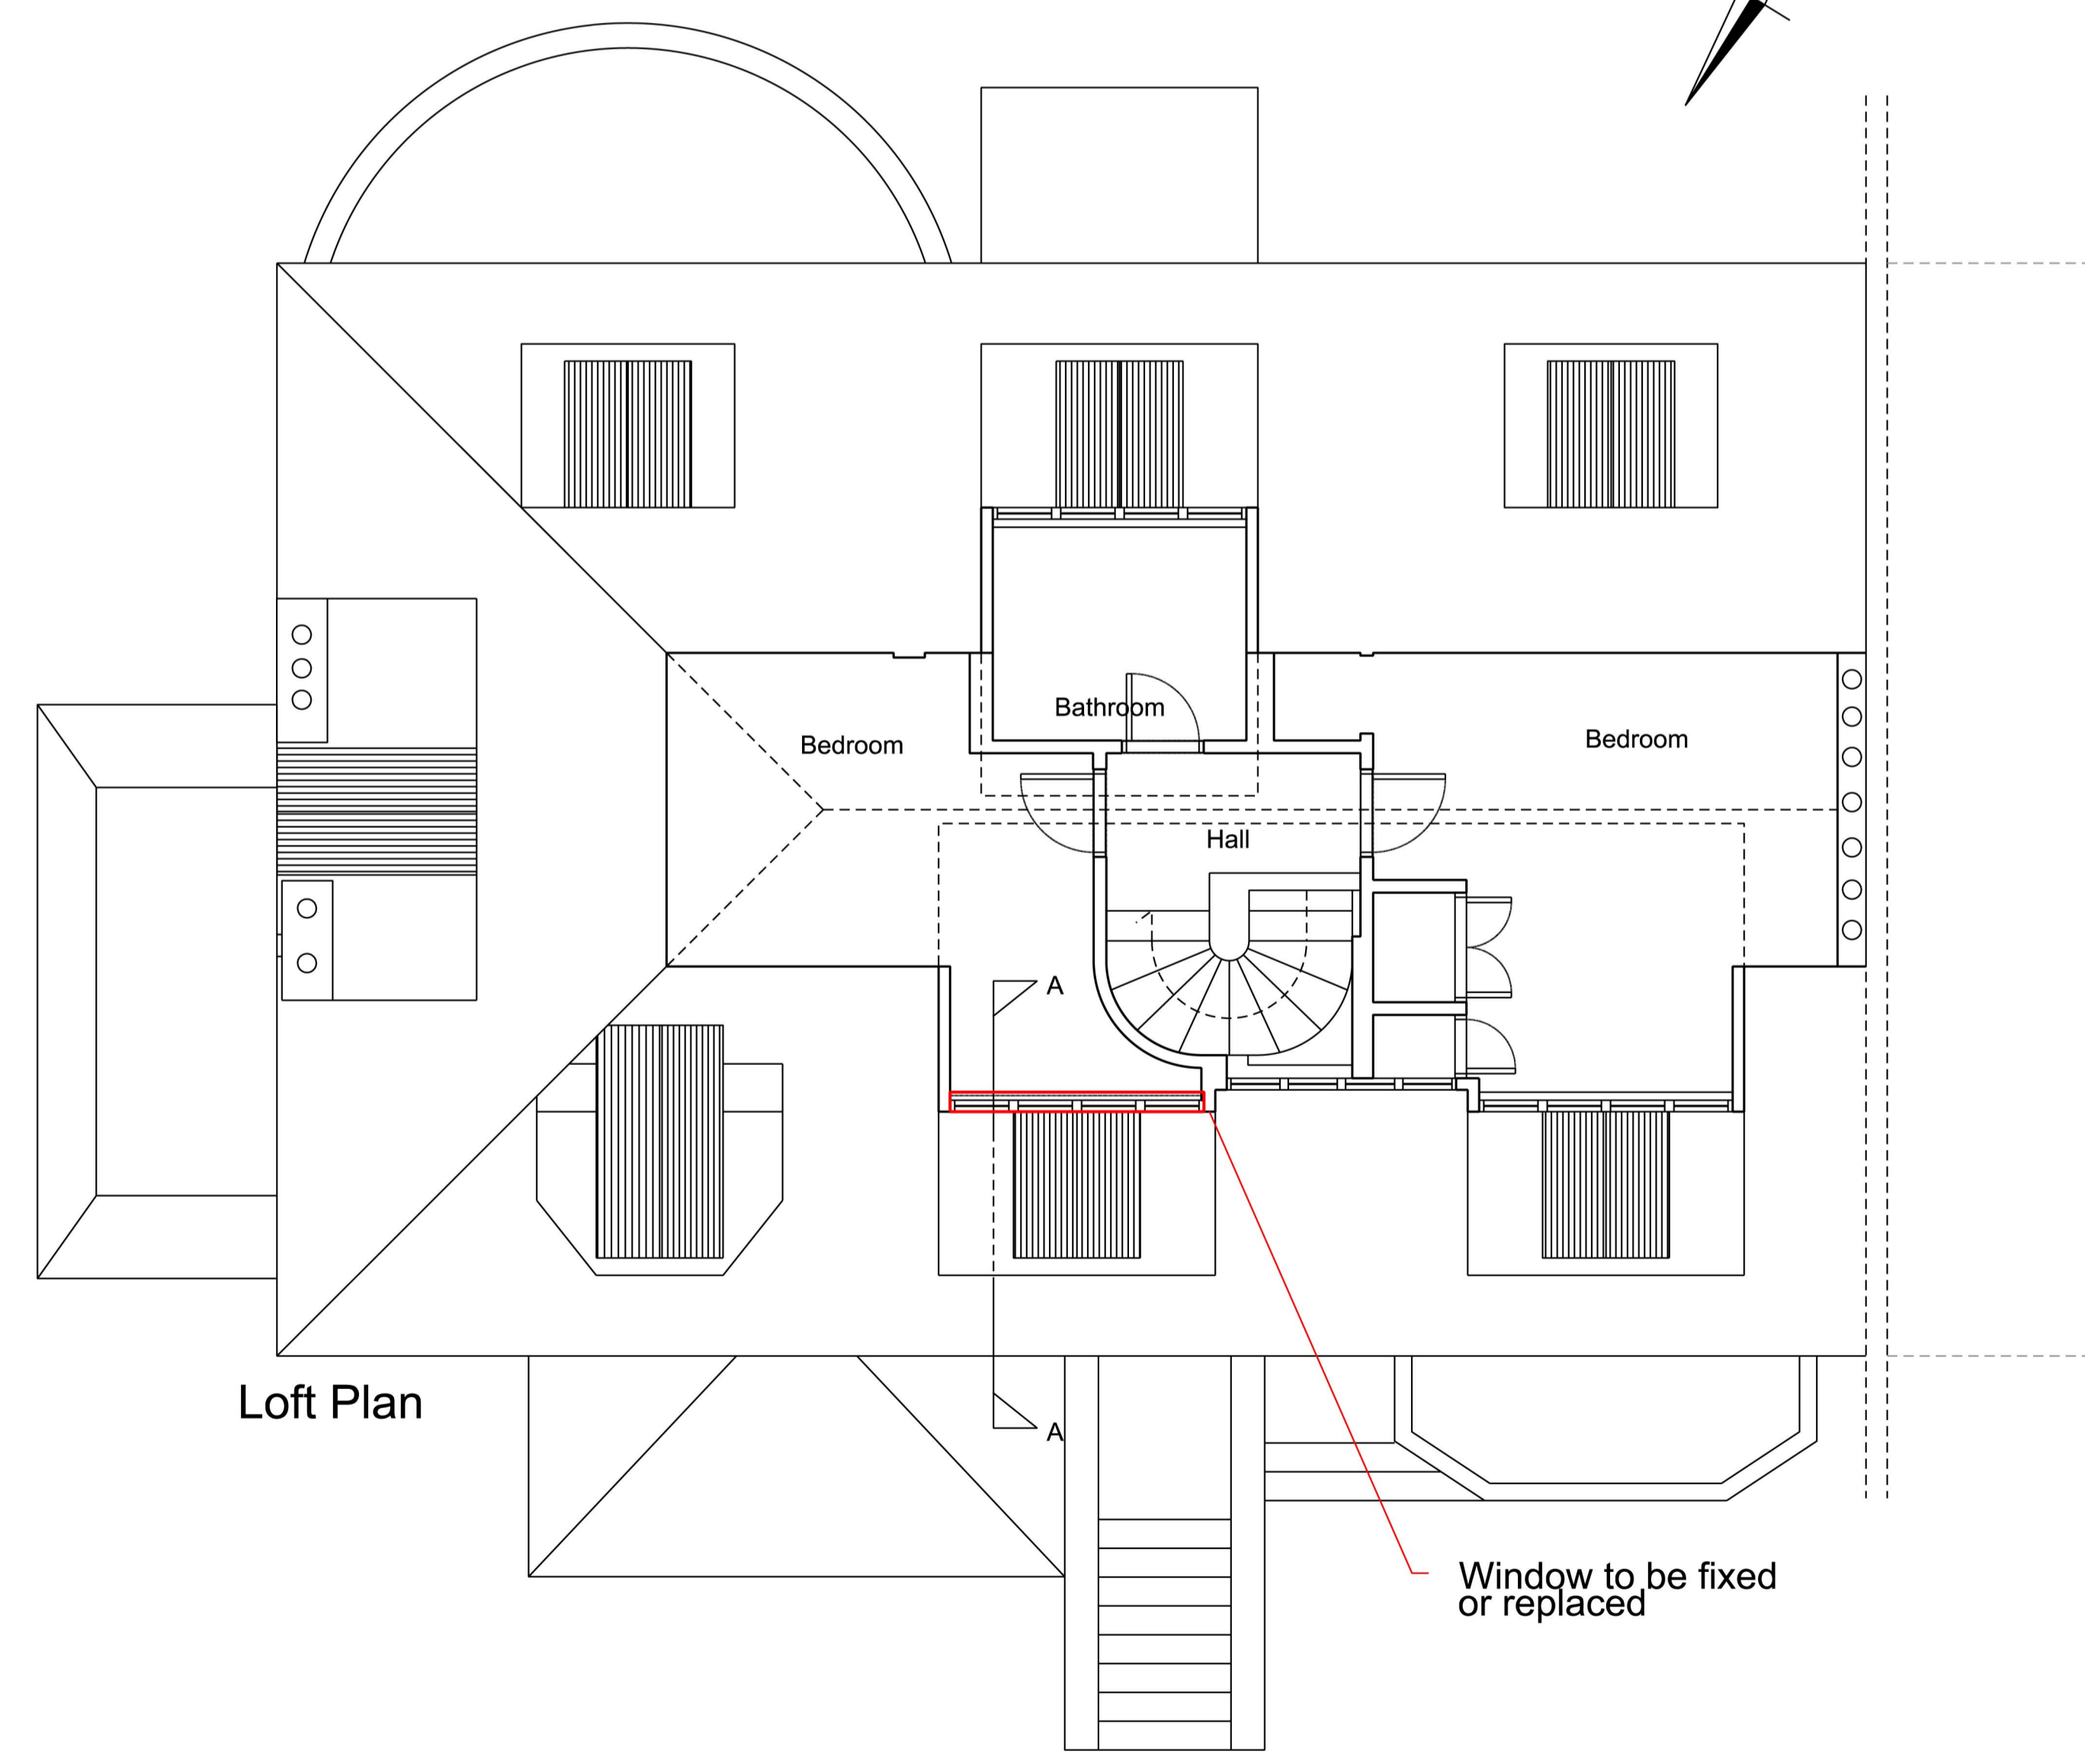 Bathroom
Bedroom
Bedroom
Hall
A
Loft Plan
A
Window to be fixed
or replaced